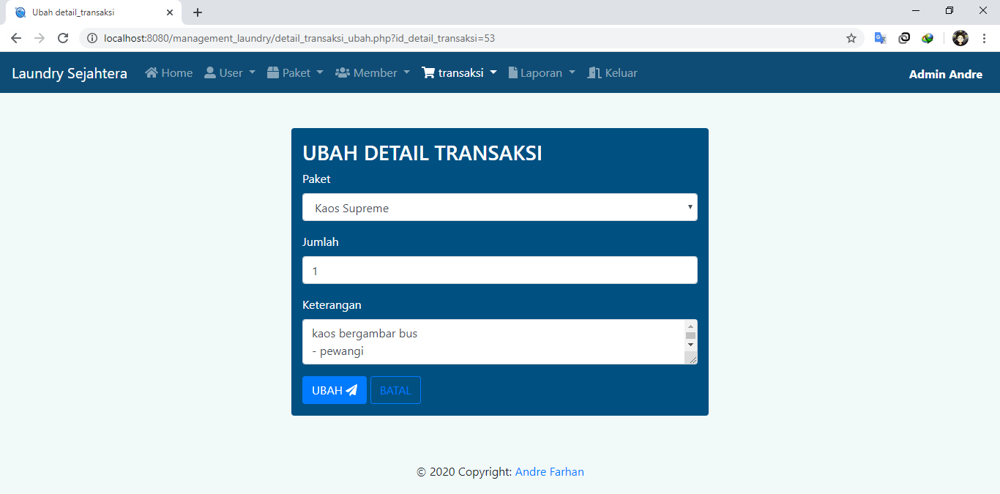 Ubah detail_transaksi
localhost:8080/management_laundry/detail_transaksi_ubah.php?id_detail_transaksi=53
Laundry Sejahtera Home User Paket Member transaksi Laporan Keluar Admin Andre
UBAH DETAIL TRANSAKSI
Paket
Kaos Supreme
Jumlah
1
Keterangan
kaos bergambar bus
- pewangi
UBAH BATAL
© 2020 Copyright: Andre Farhan